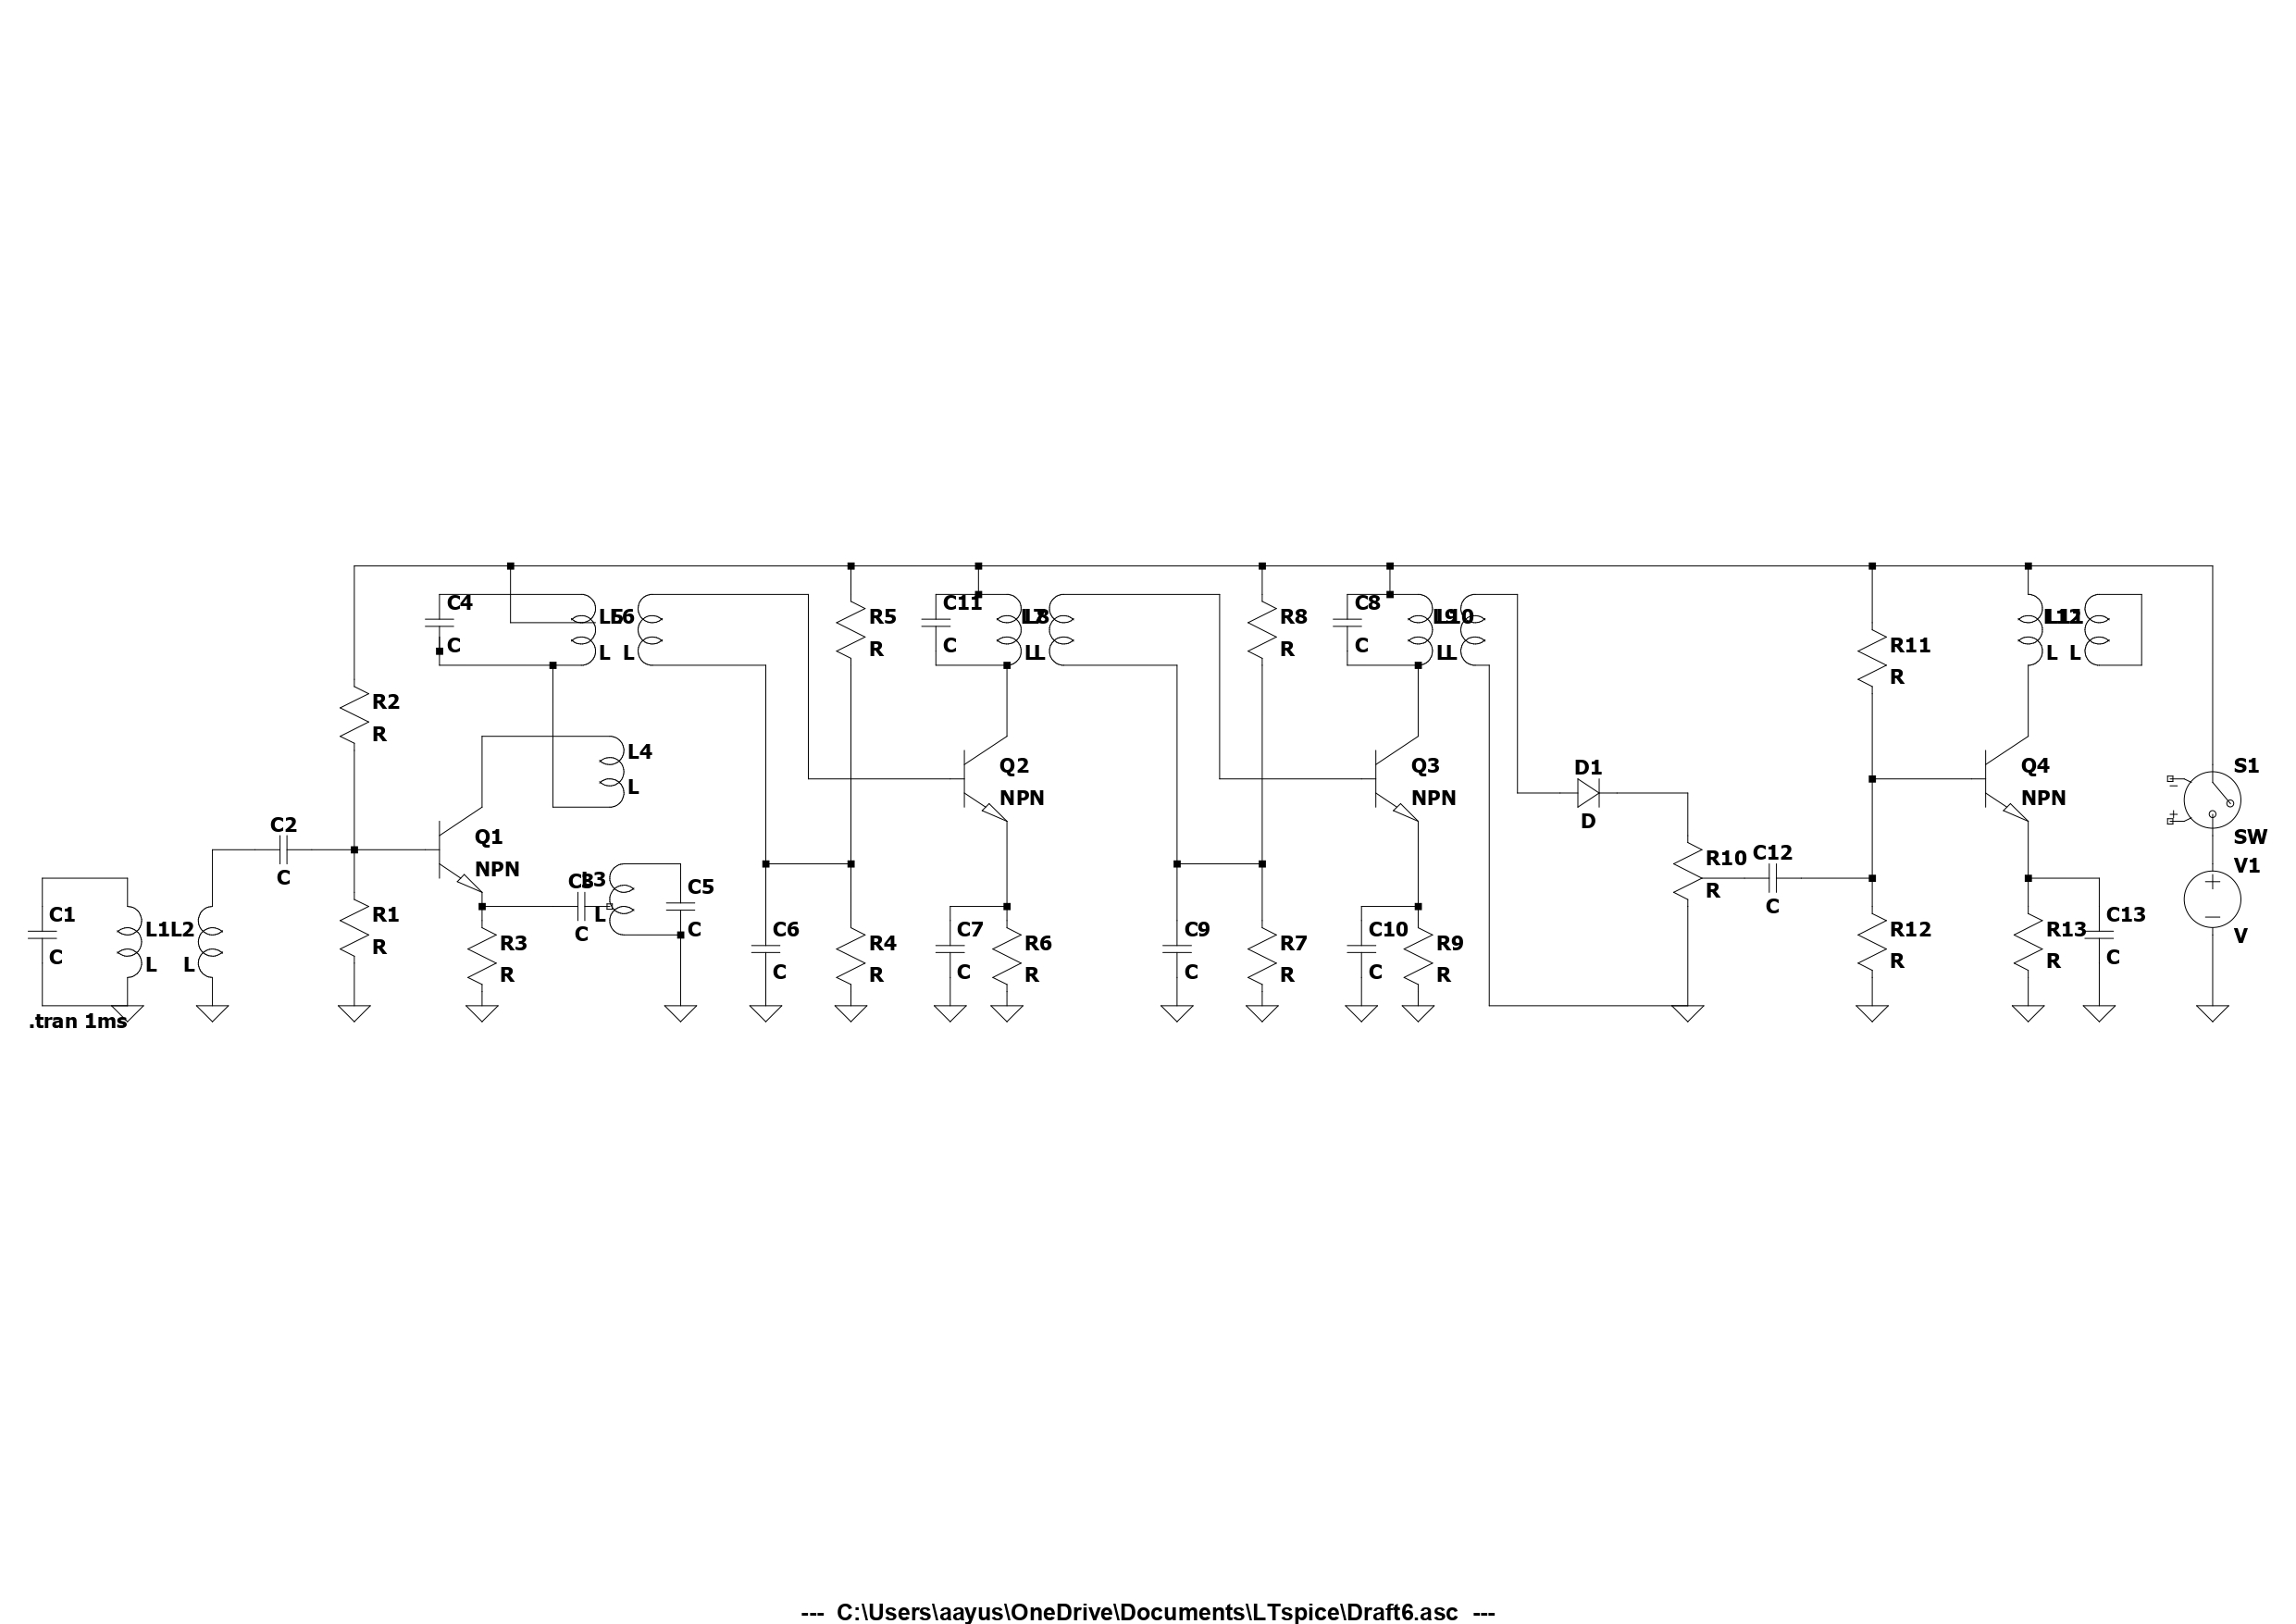 C4
C
L5
L6
L
L
C11
C
L7
L8
L
L
R5
R
R8
R
C8
C
L9
L10
L
L
R11
R
L12
L11
L
L
R2
R
L4
L
Q1
NPN
Q2
NPN
Q3
NPN
D1
D
Q4
NPN
S1
SW
V1
V
C2
C
C1
C
L1
L
L2
L
R1
R
R3
R
C3
C
L3
L
C5
C
C6
C
R4
R
C7
C
R6
R
C9
C
R7
R
C10
C
R9
R
R10
R
C12
C
R12
R
R13
R
C13
C
.tran 1ms
--- C:\Users\aayus\OneDrive\Documents\LTspice\Draft6.asc ---